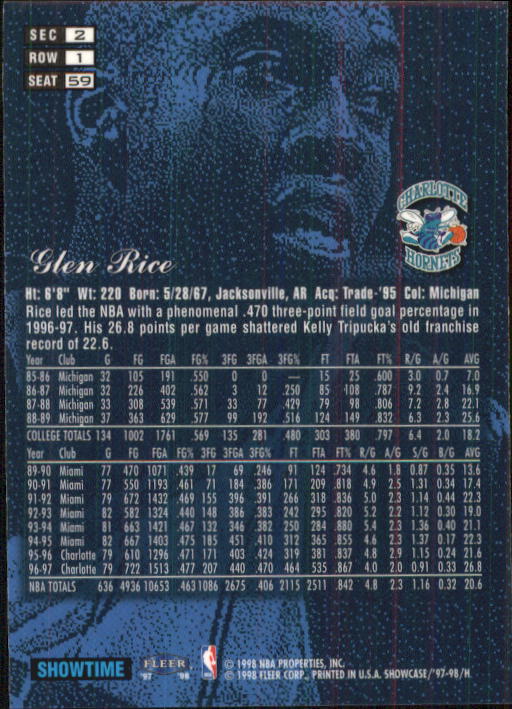 SEC 2
ROW 1
SEAT 59
CHARLOTTE
HORNETS
Glen Rice
Ht: 6'8" Wt: 220 Born: 5/28/67, Jacksonville, AR Acq: Trade-'95 Col: Michigan
Rice led the NBA with a phenomenal .470 three-point field goal percentage in
1996-97. His 26.8 points per game shattered Kelly Tripucka's old franchise
record of 22.6.
Year Club G FG FGA FG% 3FG 3FGA 3FG% FT FTA FT% R/G A/G AVG
85-86 Michigan 32 105 191 .550 0 0 — 15 25 .600 3.0 0.7 7.0
86-87 Michigan 32 226 402 .562 3 12 .250 85 108 .787 9.2 2.4 16.9
87-88 Michigan 33 308 539 .571 33 77 .429 79 98 .806 7.2 2.8 22.1
88-89 Michigan 37 363 629 .577 99 192 .516 124 149 .832 6.3 2.3 25.6
COLLEGE TOTALS 134 1002 1761 .569 135 281 .480 303 380 .797 6.4 2.0 18.2
Year Club G FG FGA FG% 3FG 3FGA 3FG% FT FTA FT% R/G A/G S/G B/G AVG
89-90 Miami 77 470 1071 .439 17 69 .246 91 124 .734 4.6 1.8 0.87 0.35 13.6
90-91 Miami 77 550 1193 .461 71 184 .386 171 209 .818 4.9 2.5 1.31 0.34 17.4
91-92 Miami 79 672 1432 .469 155 396 .391 266 318 .836 5.0 2.3 1.14 0.44 22.3
92-93 Miami 82 582 1324 .440 148 386 .383 242 295 .820 5.2 2.2 1.12 0.30 19.0
93-94 Miami 81 663 1421 .467 132 346 .382 250 284 .880 5.4 2.3 1.36 0.40 21.1
94-95 Miami 82 667 1403 .475 185 451 .410 312 365 .855 4.6 2.3 1.37 0.17 22.3
95-96 Charlotte 79 610 1296 .471 171 403 .424 319 381 .837 4.8 2.9 1.15 0.24 21.6
96-97 Charlotte 79 722 1513 .477 207 440 .470 464 535 .867 4.0 2.0 0.91 0.33 26.8
NBA TOTALS 636 4936 10653 .463 1086 2675 .406 2115 2511 .842 4.8 2.3 1.16 0.32 20.6
SHOWTIME
FLEER
'97 '98
© 1998 NBA PROPERTIES, INC.
© 1998 FLEER CORP., PRINTED IN U.S.A. SHOWCASE/'97-98/H